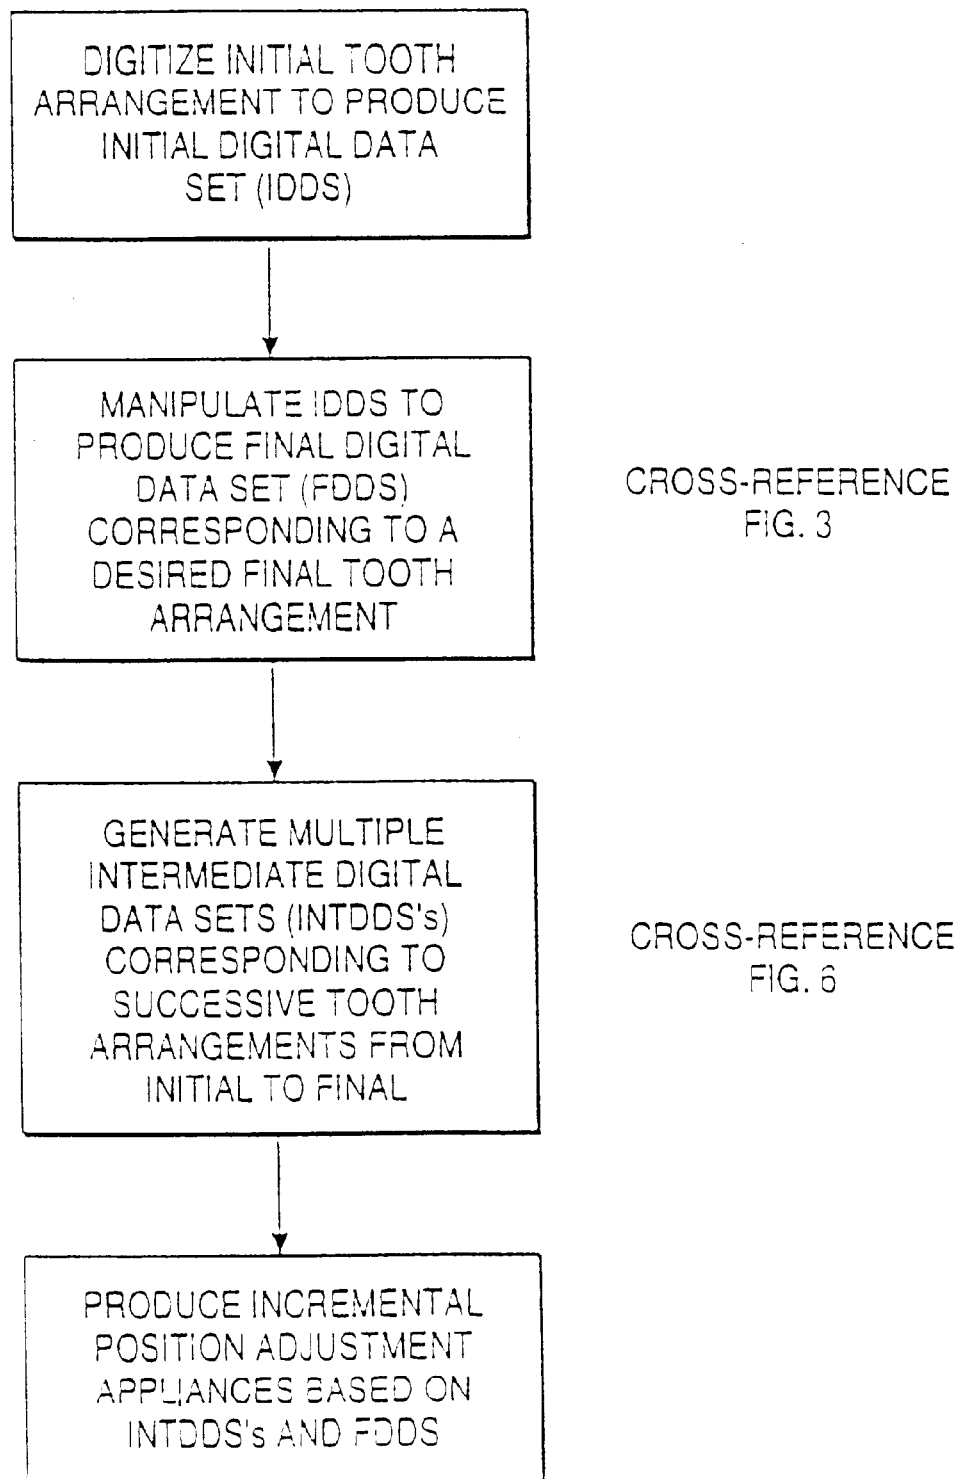 DIGITIZE INITIAL TOOTH
ARRANGEMENT TO PRODUCE
INITIAL DIGITAL DATA
SET (IDDS)
MANIPULATE IDDS TO
PRODUCE FINAL DIGITAL
DATA SET (FDDS)
CORRESPONDING TO A
DESIRED FINAL TOOTH
ARRANGEMENT
CROSS-REFERENCE
FIG. 3
GENERATE MULTIPLE
INTERMEDIATE DIGITAL
DATA SETS (INTDDS's)
CORRESPONDING TO
SUCCESSIVE TOOTH
ARRANGEMENTS FROM
INITIAL TO FINAL
CROSS-REFERENCE
FIG. 6
PRODUCE INCREMENTAL
POSITION ADJUSTMENT
APPLIANCES BASED ON
INTDDS's AND FDDS